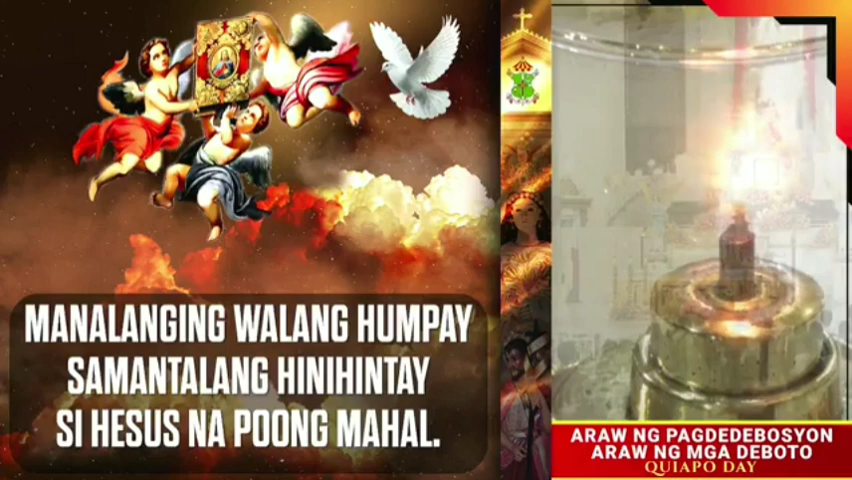 MANALANGING WALANG HUMPAY
SAMANTALANG HINIHINTAY
SI HESUS NA POONG MAHAL.
ARAW NG PAGDEDEBOSYON
ARAW NG MGA DEBOTO
QUIAPO DAY